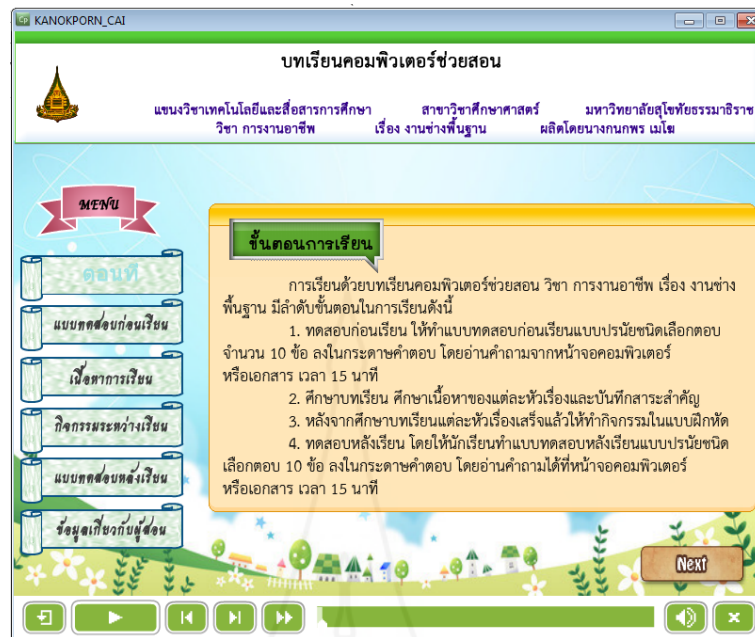 KANOKPORN_CAI
บทเรียนคอมพิวเตอร์ช่วยสอน
แขนงวิชาเทคโนโลยีและสื่อสารการศึกษา สาขาวิชาศึกษาศาสตร์ มหาวิทยาลัยสุโขทัยธรรมาธิราช
วิชา การงานอาชีพ เรื่อง งานช่างพื้นฐาน ผลิตโดยนางกนกพร เมโฆ
MENU
ตอนที่
แบบทดสอบก่อนเรียน
เนื้อหาการเรียน
กิจกรรมระหว่างเรียน
แบบทดสอบหลังเรียน
ข้อมูลเกี่ยวกับผู้สอน
ขั้นตอนการเรียน
การเรียนด้วยบทเรียนคอมพิวเตอร์ช่วยสอน วิชา การงานอาชีพ เรื่อง งานช่าง
พื้นฐาน มีลำดับขั้นตอนในการเรียนดังนี้
1. ทดสอบก่อนเรียน ให้ทำแบบทดสอบก่อนเรียนแบบปรนัยชนิดเลือกตอบ
จำนวน 10 ข้อ ลงในกระดาษคำตอบ โดยอ่านคำถามจากหน้าจอคอมพิวเตอร์
หรือเอกสาร เวลา 15 นาที
2. ศึกษาบทเรียน ศึกษาเนื้อหาของแต่ละหัวเรื่องและบันทึกสาระสำคัญ
3. หลังจากศึกษาบทเรียนแต่ละหัวเรื่องเสร็จแล้วให้ทำกิจกรรมในแบบฝึกหัด
4. ทดสอบหลังเรียน โดยให้นักเรียนทำแบบทดสอบหลังเรียนแบบปรนัยชนิด
เลือกตอบ 10 ข้อ ลงในกระดาษคำตอบ โดยอ่านคำถามได้ที่หน้าจอคอมพิวเตอร์
หรือเอกสาร เวลา 15 นาที
Next